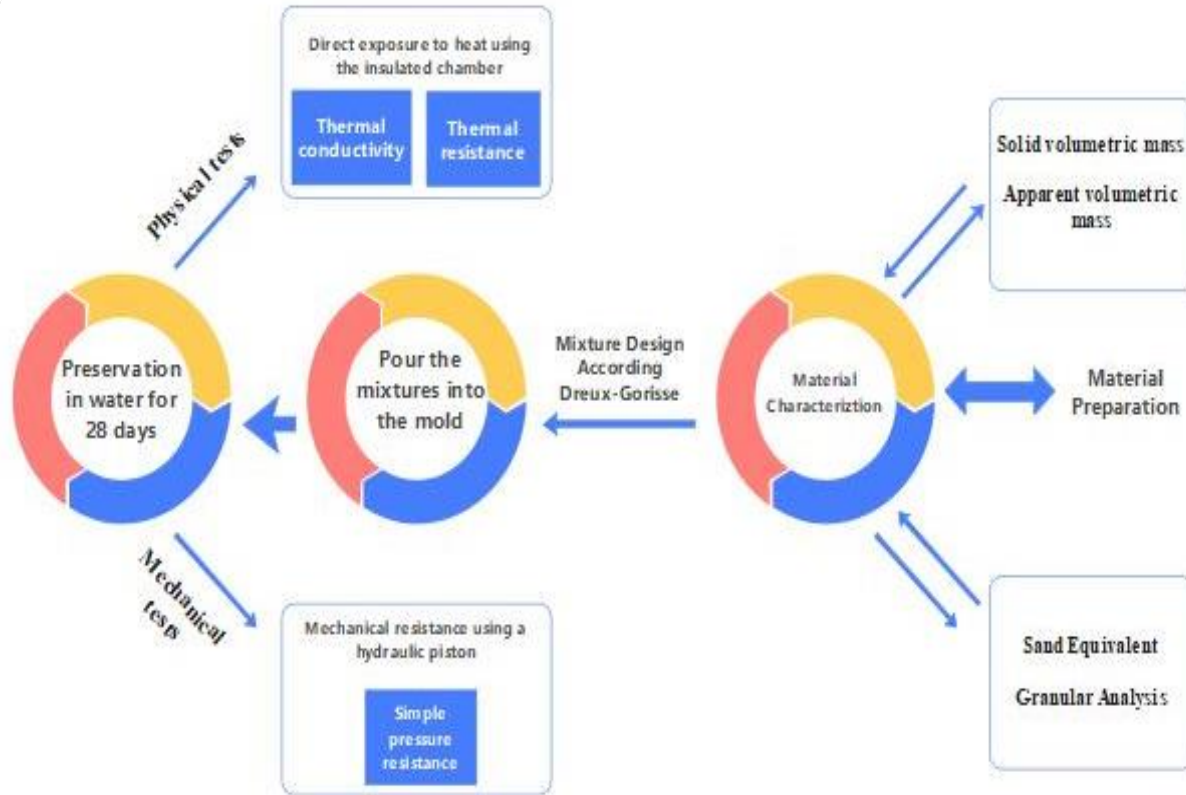 Direct exposure to heat using
the insulated chamber
Thermal
conductivity
Thermal
resistance
Physical tests
Solid volumetric mass
Apparent volumetric
mass
Preservation
in water for
28 days
Pour the
mixtures into
the mold
Mixture Design
According
Dreux-Gorisse
Material
Characteriztion
Material
Preparation
Mechanical
tests
Mechanical resistance using a
hydraulic piston
Simple
pressure
resistance
Sand Equivalent
Granular Analysis